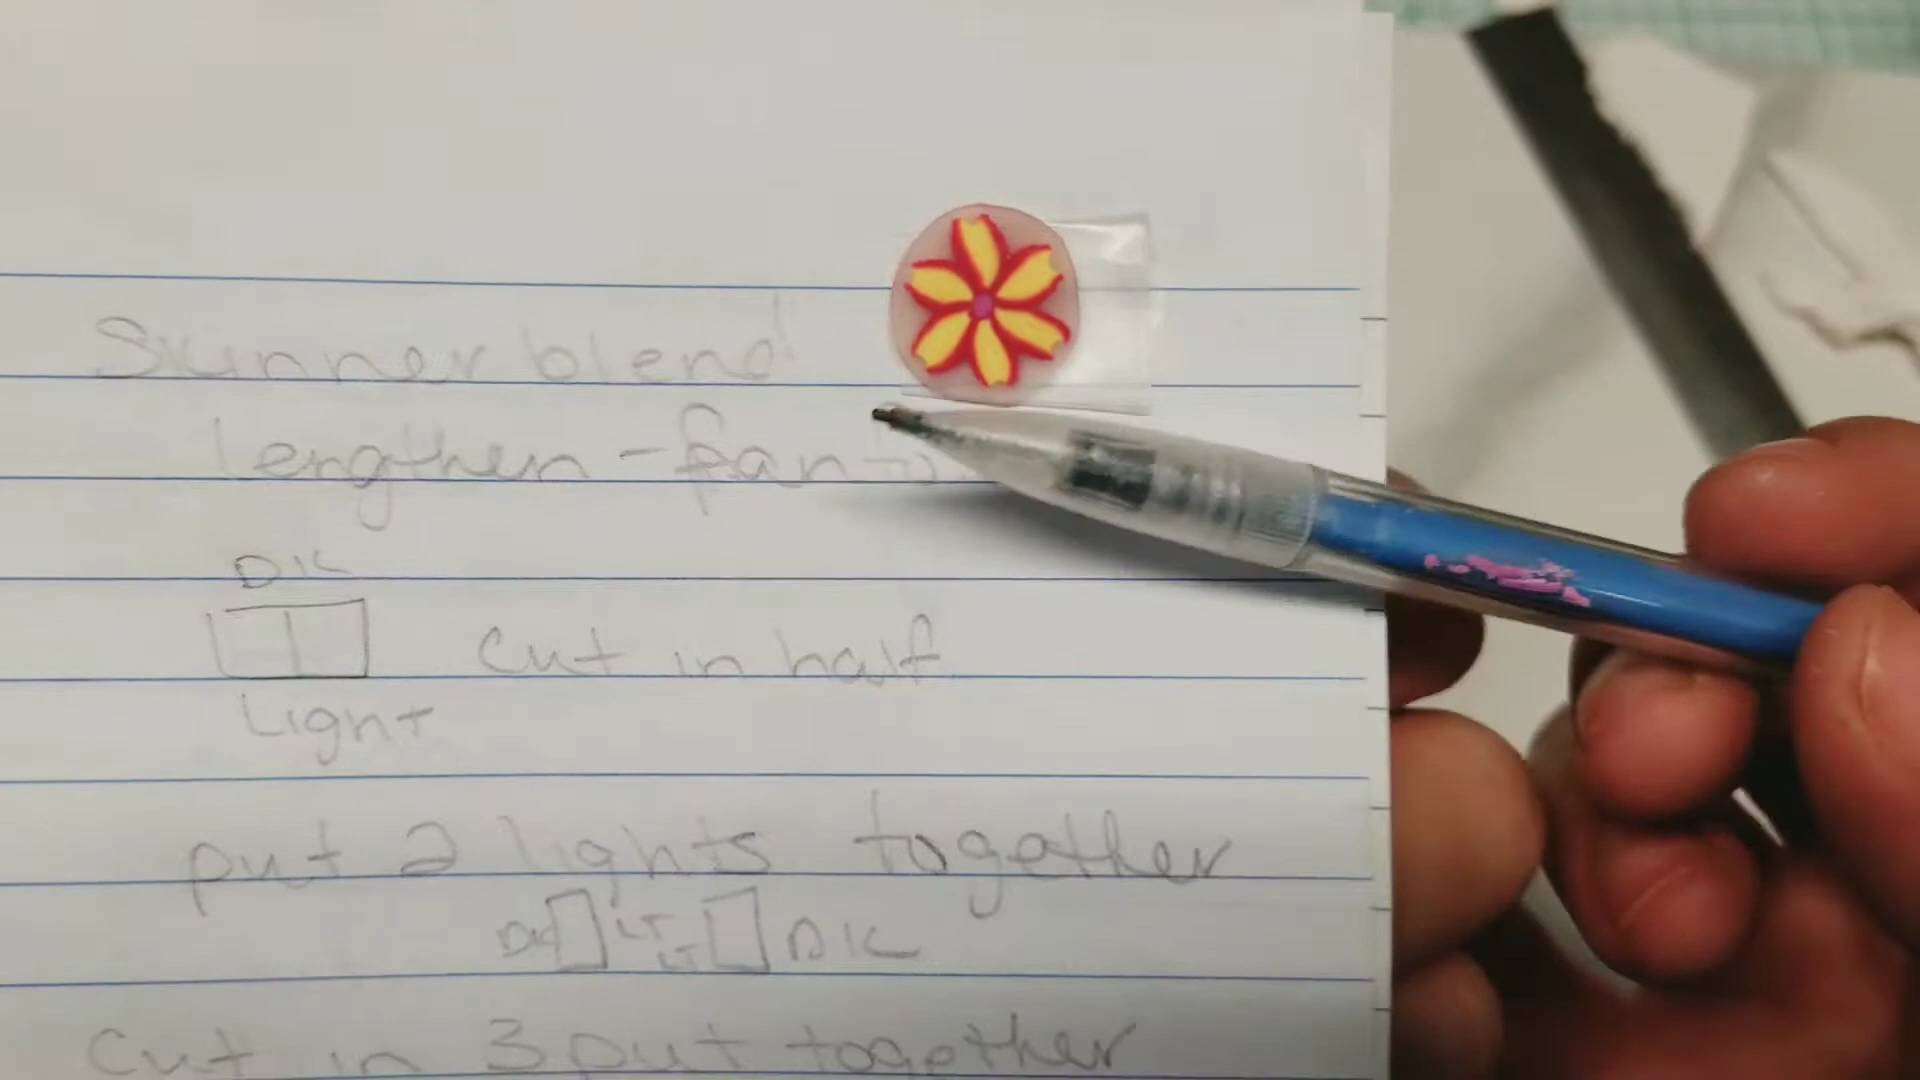 Skinner blend
lengthen - fan
DK
cut in half
Light
put 2 lights together
DK LT LT DK
cut in 3 put together